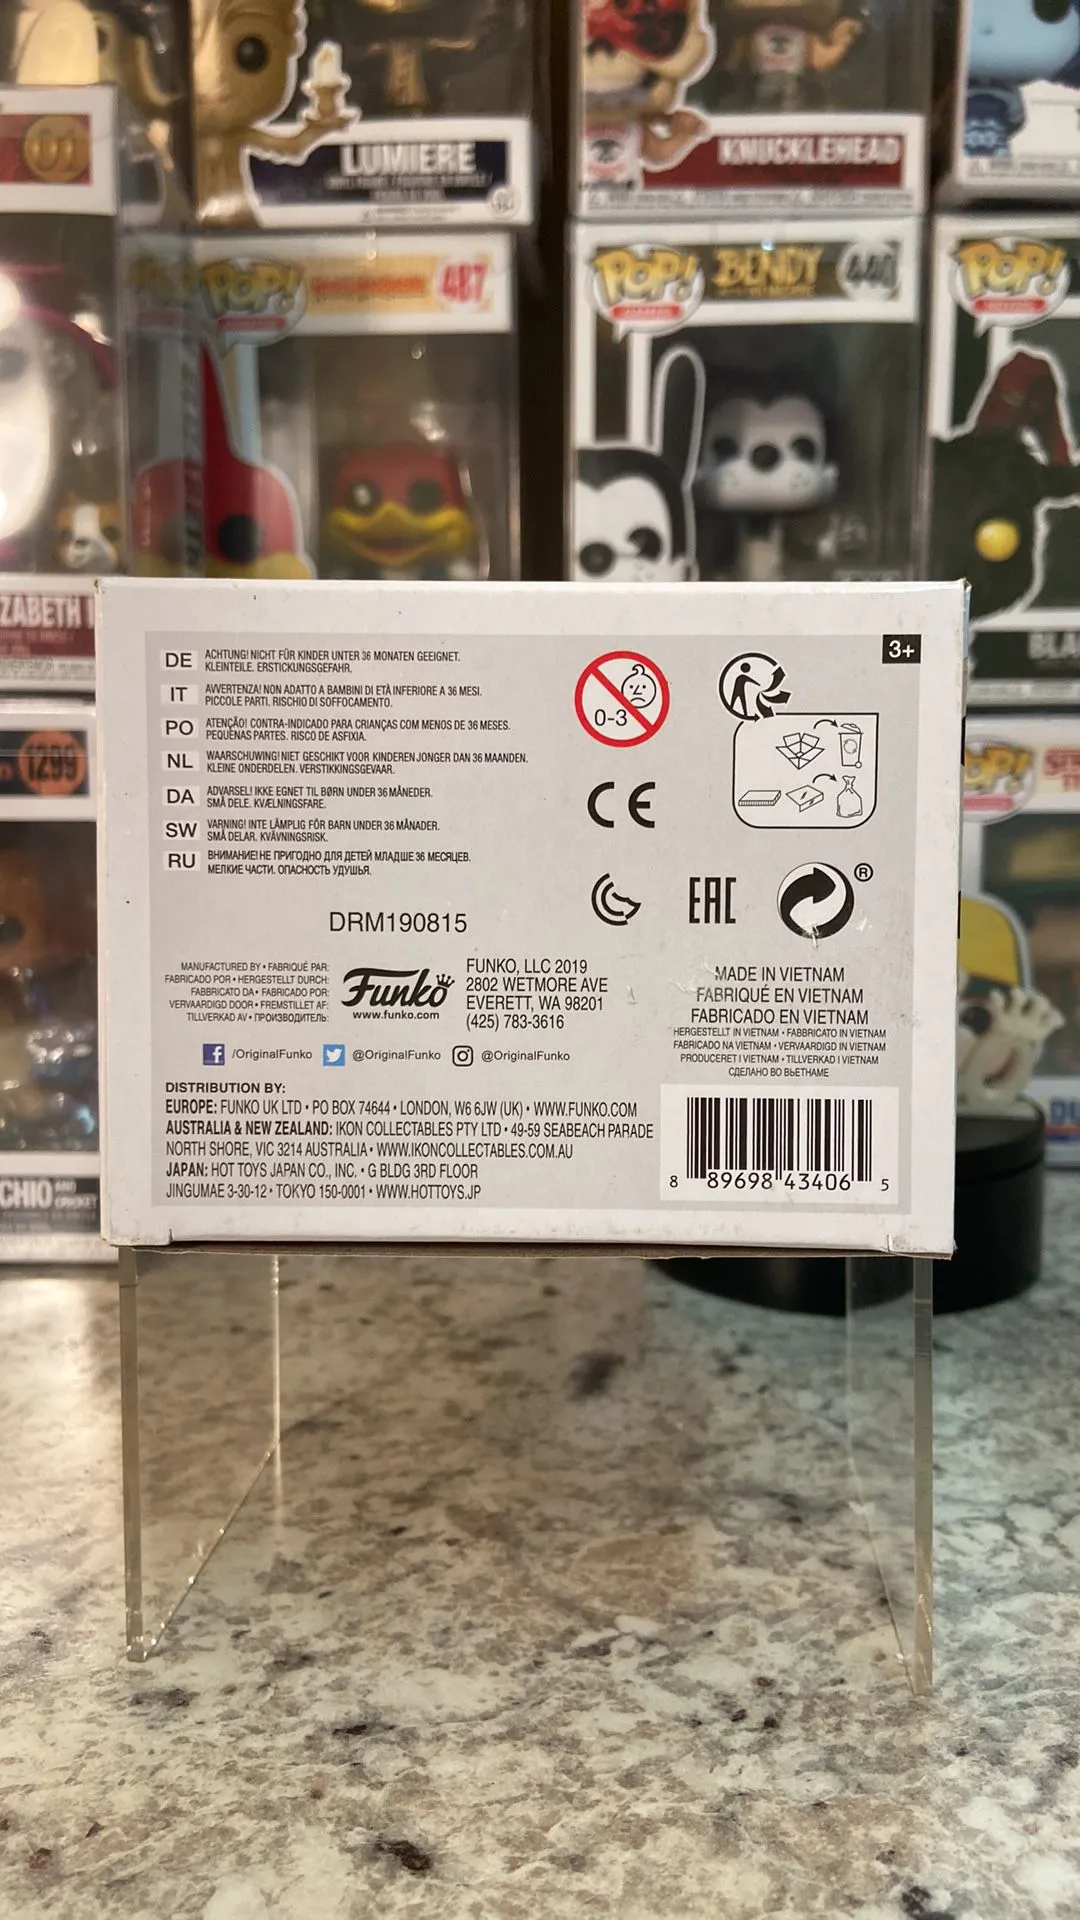 LUMIERE
KNUCKLEHEAD
POP!
487
POP!
BENDY
440
POP!
ZABETH
1299
POP!
BLA
3+
DE ACHTUNG! NICHT FÜR KINDER UNTER 36 MONATEN GEEIGNET.
KLEINTEILE. ERSTICKUNGSGEFAHR.
IT AVVERTENZA! NON ADATTO A BAMBINI DI ETÀ INFERIORE A 36 MESI.
PICCOLE PARTI. RISCHIO DI SOFFOCAMENTO.
PO ATENÇÃO! CONTRA-INDICADO PARA CRIANÇAS COM MENOS DE 36 MESES.
PEQUENAS PARTES. RISCO DE ASFIXIA.
NL WAARSCHUWING! NIET GESCHIKT VOOR KINDEREN JONGER DAN 36 MAANDEN.
KLEINE ONDERDELEN. VERSTIKKINGSGEVAAR.
DA ADVARSEL! IKKE EGNET TIL BØRN UNDER 36 MÅNEDER.
SMÅ DELE. KVÆLNINGSFARE.
SW VARNING! INTE LÄMPLIG FÖR BARN UNDER 36 MÅNADER.
SMÅ DELAR. KVÄVNINGSRISK.
RU ВНИМАНИЕ! НЕ ПРИГОДНО ДЛЯ ДЕТЕЙ МЛАДШЕ 36 МЕСЯЦЕВ.
МЕЛКИЕ ЧАСТИ. ОПАСНОСТЬ УДУШЬЯ.
0-3
CE
EAC
®
DRM190815
MANUFACTURED BY • FABRIQUÉ PAR:
FABRICADO POR • HERGESTELLT DURCH:
FABBRICATO DA • FABRICADO POR:
VERVAARDIGD DOOR • FREMSTILLET AF:
TILLVERKAD AV • ПРОИЗВОДИТЕЛЬ:
Funko
www.funko.com
FUNKO, LLC 2019
2802 WETMORE AVE
EVERETT, WA 98201
(425) 783-3616
MADE IN VIETNAM
FABRIQUÉ EN VIETNAM
FABRICADO EN VIETNAM
HERGESTELLT IN VIETNAM • FABBRICATO IN VIETNAM
FABRICADO NA VIETNAM • VERVAARDIGD IN VIETNAM
PRODUCERET I VIETNAM • TILLVERKAD I VIETNAM
СДЕЛАНО ВО ВЬЕТНАМЕ
/OriginalFunko @OriginalFunko @OriginalFunko
DISTRIBUTION BY:
EUROPE: FUNKO UK LTD • PO BOX 74644 • LONDON, W6 6JW (UK) • WWW.FUNKO.COM
AUSTRALIA & NEW ZEALAND: IKON COLLECTABLES PTY LTD • 49-59 SEABEACH PARADE
NORTH SHORE, VIC 3214 AUSTRALIA • WWW.IKONCOLLECTABLES.COM.AU
JAPAN: HOT TOYS JAPAN CO., INC. • G BLDG 3RD FLOOR
JINGUMAE 3-30-12 • TOKYO 150-0001 • WWW.HOTTOYS.JP
8 89698 43406 5
CHIO AND
CRICKET
DU